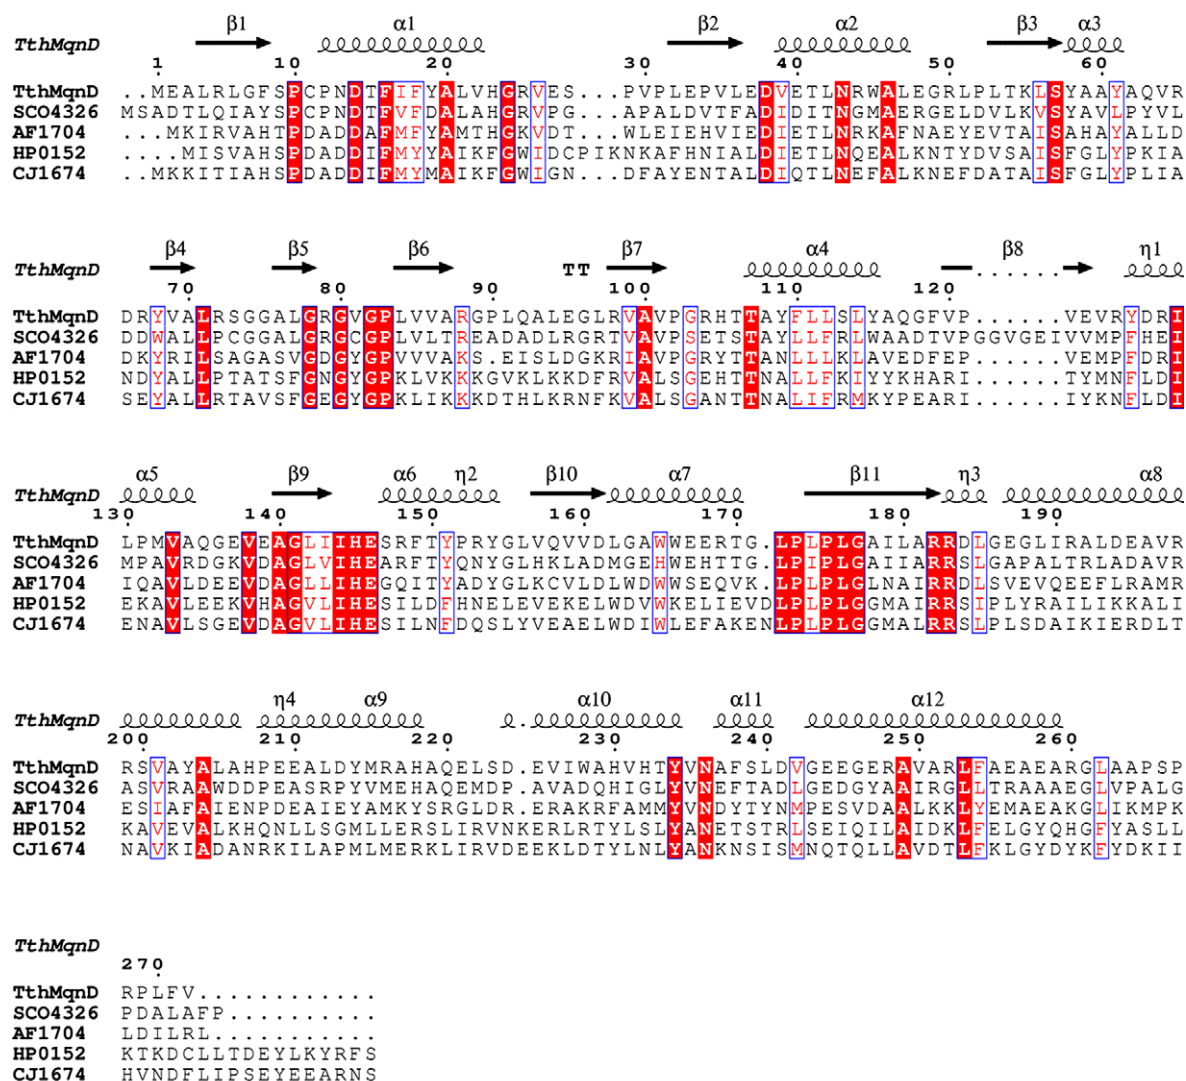 β1 α1 β2 α2 β3 α3
TthMqnD
1 10 20 30 40 50 60
TthMqnD ..MEALRLGFSPCPNDTFIFYALVHGRVES...PVPLEPVLEDVETLNRWALEGRLPLTKLSYAAYAQVR
SCO4326 MSADTLQIAYSPCPNDTFVFDALAHGRVPG...APALDVTFADIDITNGMAERGELDVLKVSYAVLPYVL
AF1704 ...MKIRVAHTPDADDAFMFYAMTHGKVDT...WLEIEHVIEDIETLNRKAFNAEYEVTAISAHAYALLD
HP0152 ....MISVAHSPDADDIFMYYAIKFGWIDCPIKNKAFHNIALDIETLNQEALKNTYDVSAISFGLYPKIA
CJ1674 ...MKKITIAHSPDADDIFMYMAIKFGWIGN..DFAYENTALDIQTLNEFALKNEFDATAISFGLYPLIA
β4 β5 β6 β7 α4 β8 η1
TthMqnD TT
70 80 90 100 110 120
TthMqnD DRYVALRSGGALGRGVGPLVVARGPLQALEGLRVAVPGRHTTAYFLLSLYAQGFVP......VEVRYDRI
SCO4326 DDWALLPCGGALGRGCGPLVLTREADADLRGRTVAVPSETSTAYLLFRLWAADTVPGGVGEIVVMPFHEI
AF1704 DKYRILSAGASVGDGYGPVVVAKS.EISLDGKRIAVPGRYTTANLLLKLAVEDFEP......VEMPFDRI
HP0152 NDYALLPTATSFGNGYGPKLVKKKGVKLKKDFRVALSGEHTTNALLFKIYYKHARI......TYMNFLDI
CJ1674 SEYALLRTAVSFGEGYGPKLIKKKDTHLKRNFKVALSGANTTNALIFRMKYPEARI......IYKNFLDI
α5 β9 α6 η2 β10 α7 β11 η3 α8
TthMqnD
130 140 150 160 170 180 190
TthMqnD LPMVAQGEVEAGLIIHESRFTYPRYGLVQVVDLGAWWEERTG.LPLPLGAILARRDLGEGLIRALDEAVR
SCO4326 MPAVRDGKVDAGLVIHEARFTYQNYGLHKLADMGEHWEHTTG.LPLPLGAIIARRSLGAPALTRLADAVR
AF1704 IQAVLDEEVDAGLLIHEGQITYADYGLKCVLDLWDWWSEQVK.LPLPLGLNAIRRDLSVEVQEEFLRAMR
HP0152 EKAVLEEKVHAGVLIHESILDFHNELEVEKELWDVWKELIEVDLPLPLGGMAIRRSIPLYRAILIKKALI
CJ1674 ENAVLSGEVDAGVLIHESILNFDQSLYVEAELWDIWLEFAKENLPLPLGGMALRRSLPLSDAIKIERDLT
η4 α9 α10 α11 α12
TthMqnD
200 210 220 230 240 250 260
TthMqnD RSVAYALAHPEEALDYMRAHAQELSD.EVIWAHVHTYVNAFSLDVGEEGERAVARLFAEAEARGLAAPSP
SCO4326 ASVRAAWDDPEASRPYVMEHAQEMDP.AVADQHIGLYVNEFTADLGEDGYAAIRGLLTRAAAEGLVPALG
AF1704 ESIAFAIENPDEAIEYAMKYSRGLDR.ERAKRFAMMYVNDYTYNMPESVDAALKKLYEMAEAKGLIKMPK
HP0152 KAVEVALKHQNLLSGMLLERSLIRVNKERLRTYLSLYANETSTRLSEIQILAIDKLFELGYQHGFYASLL
CJ1674 NAVKIADANRKILAPMLMERKLIRVDEEKLDTYLNLYANKNSISMNQTQLLAVDTLFKLGYDYKFYDKII
TthMqnD
270
TthMqnD RPLFV............
SCO4326 PDALAFP..........
AF1704 LDILRL...........
HP0152 KTKDCLLTDEYLKYRFS
CJ1674 HVNDFLIPSEYEEARNS